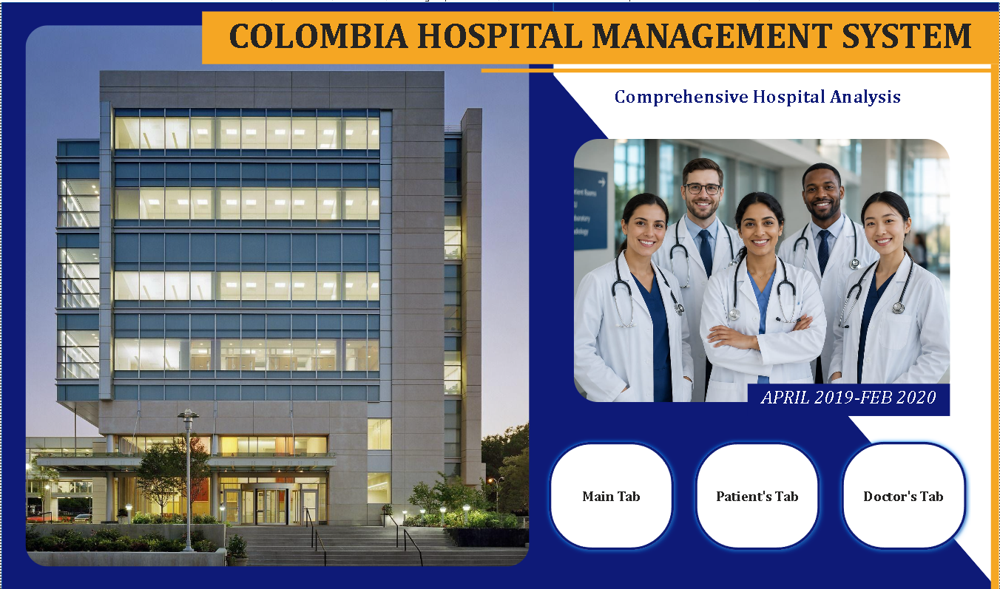 COLOMBIA HOSPITAL MANAGEMENT SYSTEM
Comprehensive Hospital Analysis
APRIL 2019-FEB 2020
Main Tab
Patient's Tab
Doctor's Tab